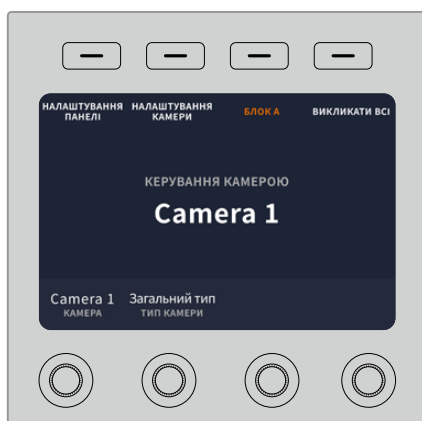 НАЛАШТУВАННЯ ПАНЕЛІ
НАЛАШТУВАННЯ КАМЕРИ
БЛОК А
ВИКЛИКАТИ ВСІ
КЕРУВАННЯ КАМЕРОЮ
Camera 1
Camera 1
КАМЕРА
Загальний тип
ТИП КАМЕРИ